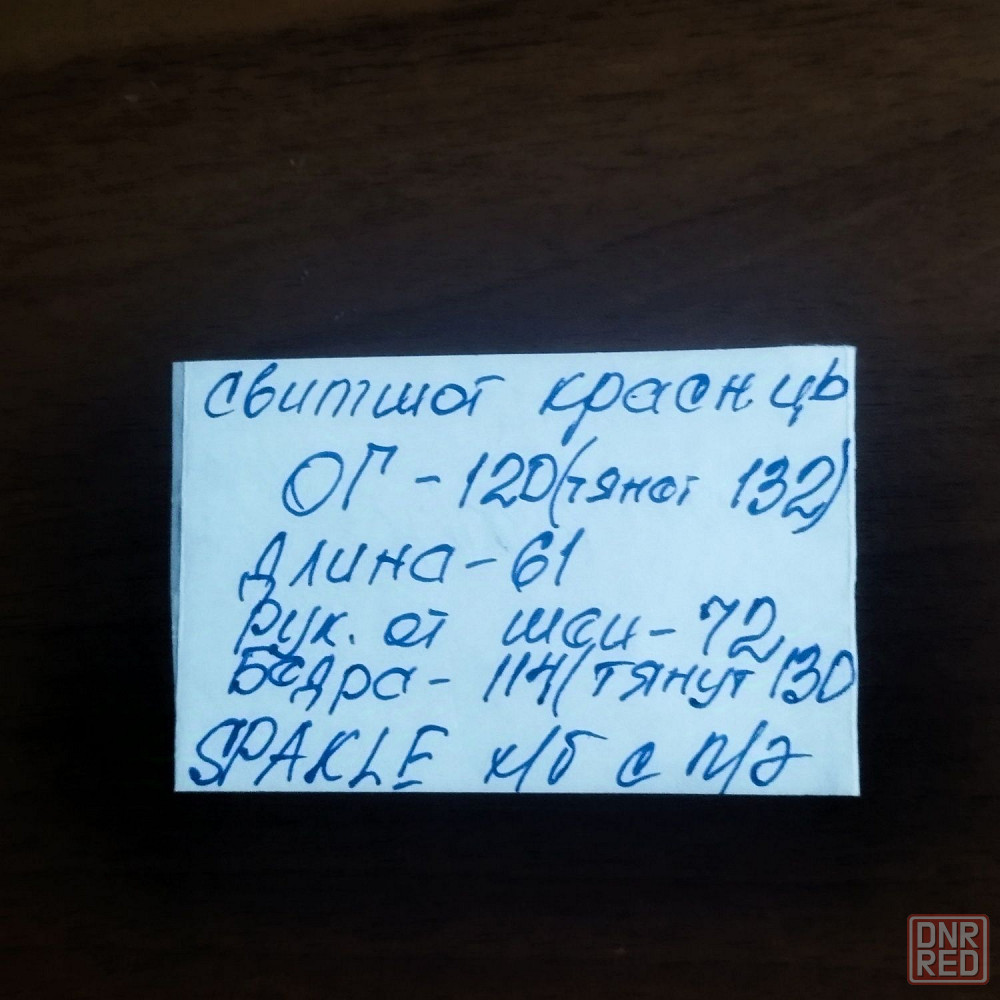 свитшот красн цв
ОГ - 120 (тянот 132)
Длина - 61
Рук. от шеи - 72
Бедра - 114 (тянут 130
SPAKLE х/б с п/э
DNR
RED